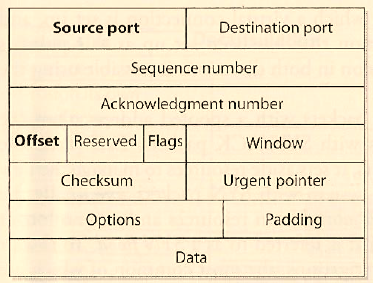 Source port Destination port
Sequence number
Acknowledgment number
Offset Reserved Flags Window
Checksum Urgent pointer
Options Padding
Data